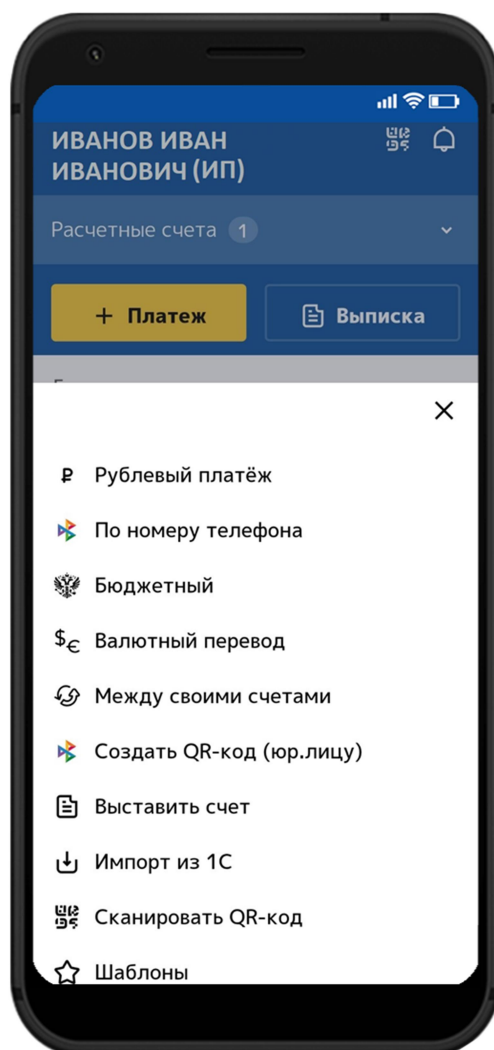 ИВАНОВ ИВАН
ИВАНОВИЧ (ИП)
Расчетные счета 1
+ Платеж
Выписка
Рублевый платёж
По номеру телефона
Бюджетный
Валютный перевод
Между своими счетами
Создать QR-код (юр.лицу)
Выставить счет
Импорт из 1С
Сканировать QR-код
Шаблоны